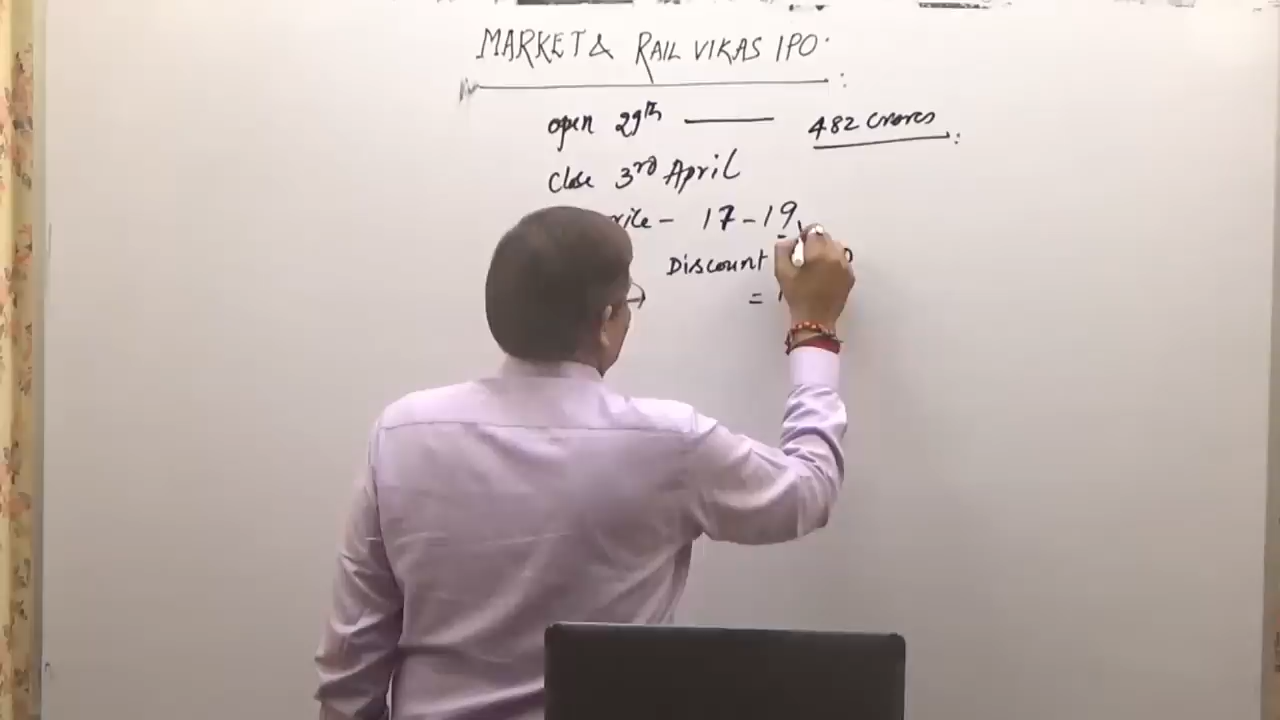 MARKET & RAIL VIKAS IPO.
open 29th ——— 482 crores
close 3rd April
17-19
Discount
=